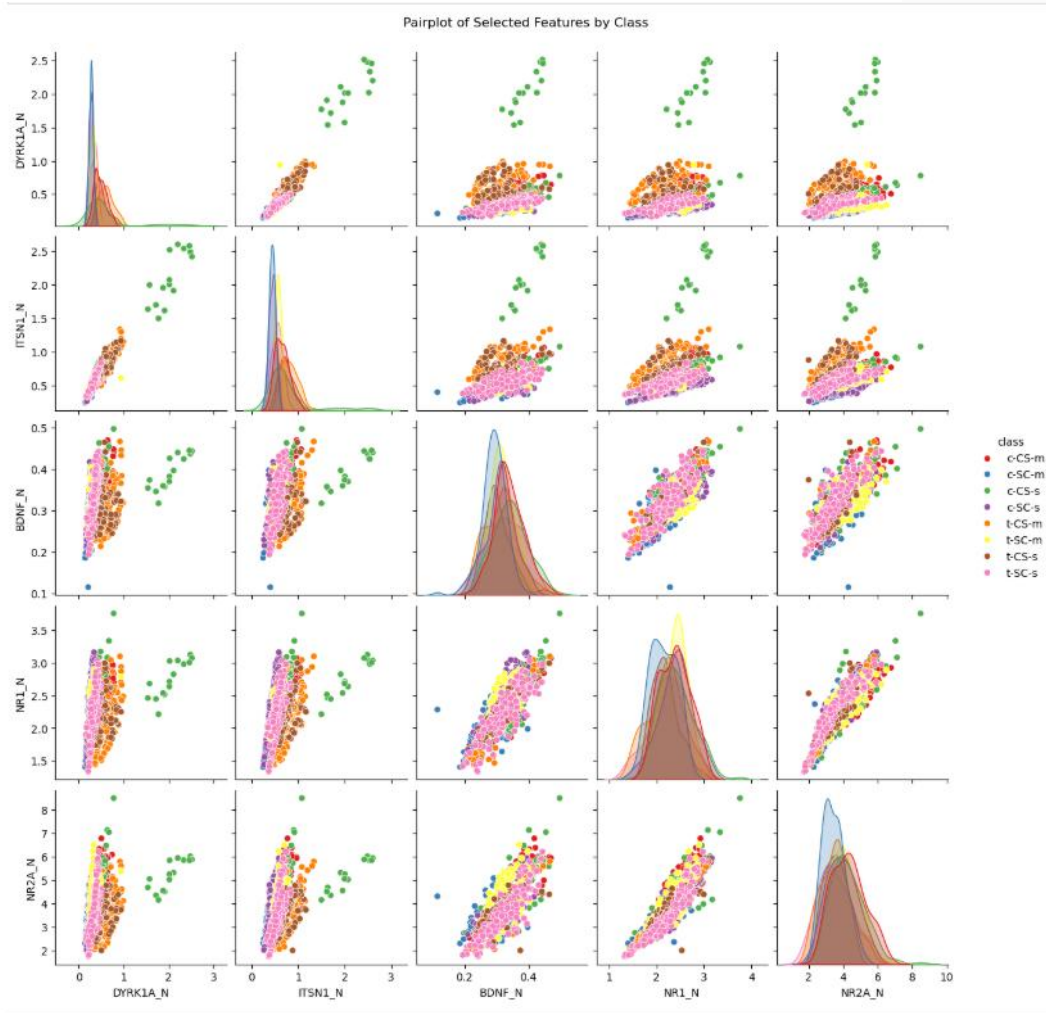 Pairplot of Selected Features by Class
2.5
2.0
1.5
1.0
0.5
DYRK1A_N
2.5
2.0
1.5
1.0
0.5
ITSN1_N
0.5
0.4
0.3
0.2
0.1
BDNF_N
class
c-CS-m
c-SC-m
c-CS-s
c-SC-s
t-CS-m
t-SC-m
t-CS-s
t-SC-s
3.5
3.0
2.5
2.0
1.5
NR1_N
8
7
6
5
4
3
2
NR2A_N
0 1 2 3
DYRK1A_N
0 1 2 3
ITSN1_N
0.2 0.4
BDNF_N
1 2 3 4
NR1_N
2 4 6 8 10
NR2A_N